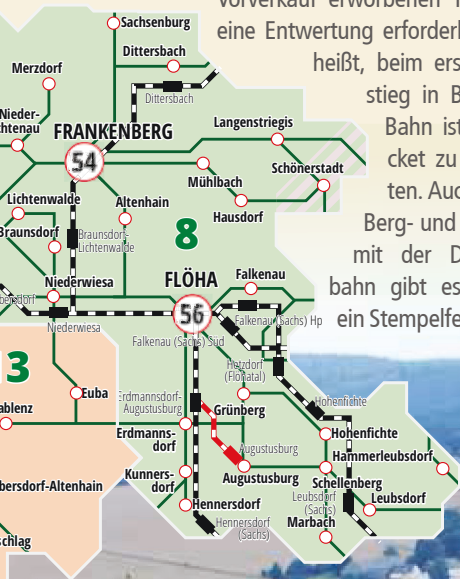 Vorverkauf erworbenen
eine Entwertung erforderl
heißt, beim ers
stieg in B
Bahn ist
cket zu
ten. Auc
Berg- und
mit der D
bahn gibt es
ein Stempelfe
Sachsenburg
Dittersbach
Merzdorf
Dittersbach
Nieder-
chtenau
FRANKENBERG
54
Langenstriegis
Schönerstadt
Mühlbach
Hausdorf
Lichtenwalde
Altenhain
Braunsdorf
Braunsdorf-
Lichtenwalde
8
FLÖHA
56
Falkenau
Niederwiesa
bersdorf
Niederwiesa
Falkenau (Sachs) Hp
Falkenau (Sachs) Süd
Hetzdorf
(Flöhatal)
3
Euba
ablenz
Erdmannsdorf-
Augustusburg
Grünberg
Hohenfichte
Erdmanns-
dorf
Hohenfichte
Augustusburg
Hammerleubsdorf
Kunners-
dorf
Augustusburg
Schellenberg
bersdorf-Altenhain
Leubsdorf
(Sachs)
Leubsdorf
Hennersdorf
Hennersdorf
(Sachs)
Marbach
schlag